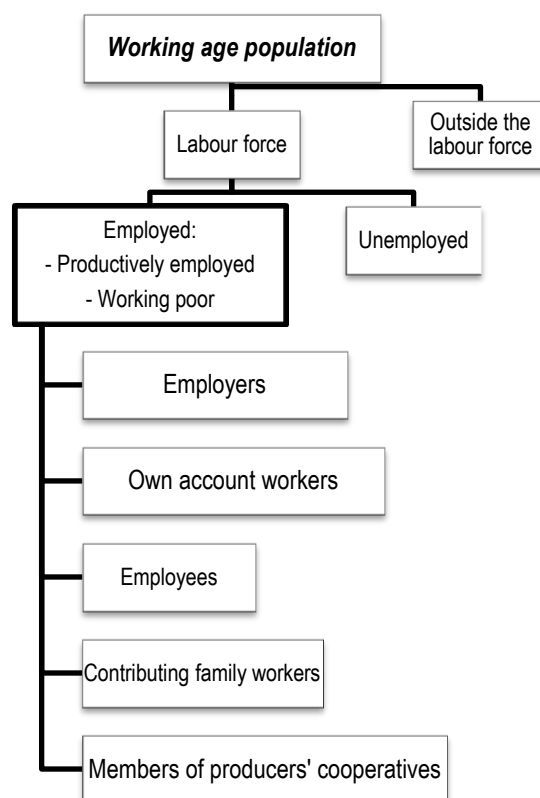 Working age population
Labour force
Outside the
labour force
Employed:
- Productively employed
- Working poor
Unemployed
Employers
Own account workers
Employees
Contributing family workers
Members of producers' cooperatives